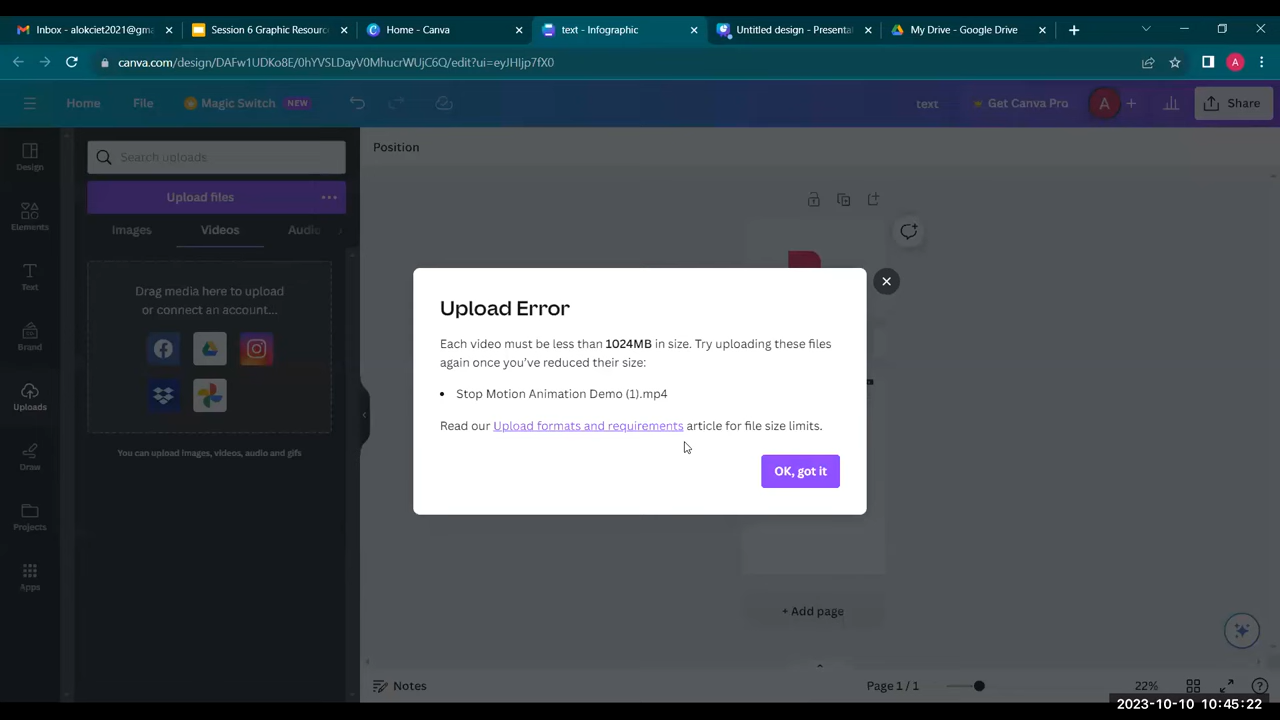 Inbox - alokciet2021@gma
Session 6 Graphic Resourc
Home - Canva
text - Infographic
Untitled design - Presenta
My Drive - Google Drive
canva.com/design/DAFw1UDKo8E/0hYVSLDayV0MhucrWUjC6Q/edit?ui=eyJHIjp7fX0
A
Home
File
Magic Switch
NEW
text
Get Canva Pro
A
Share
Design
Elements
Text
Brand
Uploads
Draw
Projects
Apps
Search uploads
Upload files
Images
Videos
Audio
Drag media here to upload
or connect an account...
You can upload images, videos, audio and gifs
Position
Upload Error
Each video must be less than 1024MB in size. Try uploading these files
again once you've reduced their size:
• Stop Motion Animation Demo (1).mp4
Read our Upload formats and requirements article for file size limits.
OK, got it
+ Add page
Notes
Page 1 / 1
22%
2023-10-10 10:45:22